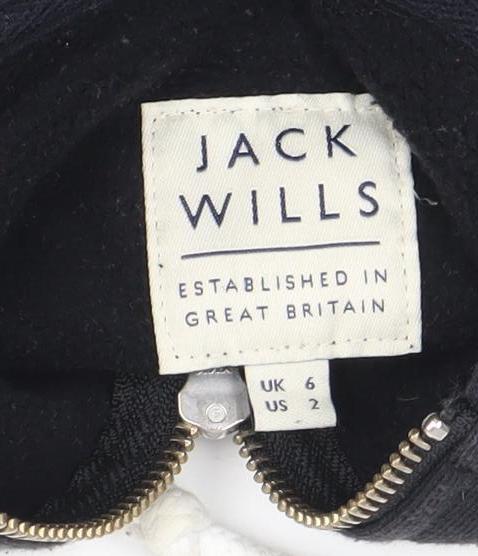 JACK
WILLS
ESTABLISHED IN
GREAT BRITAIN
UK 6
US 2